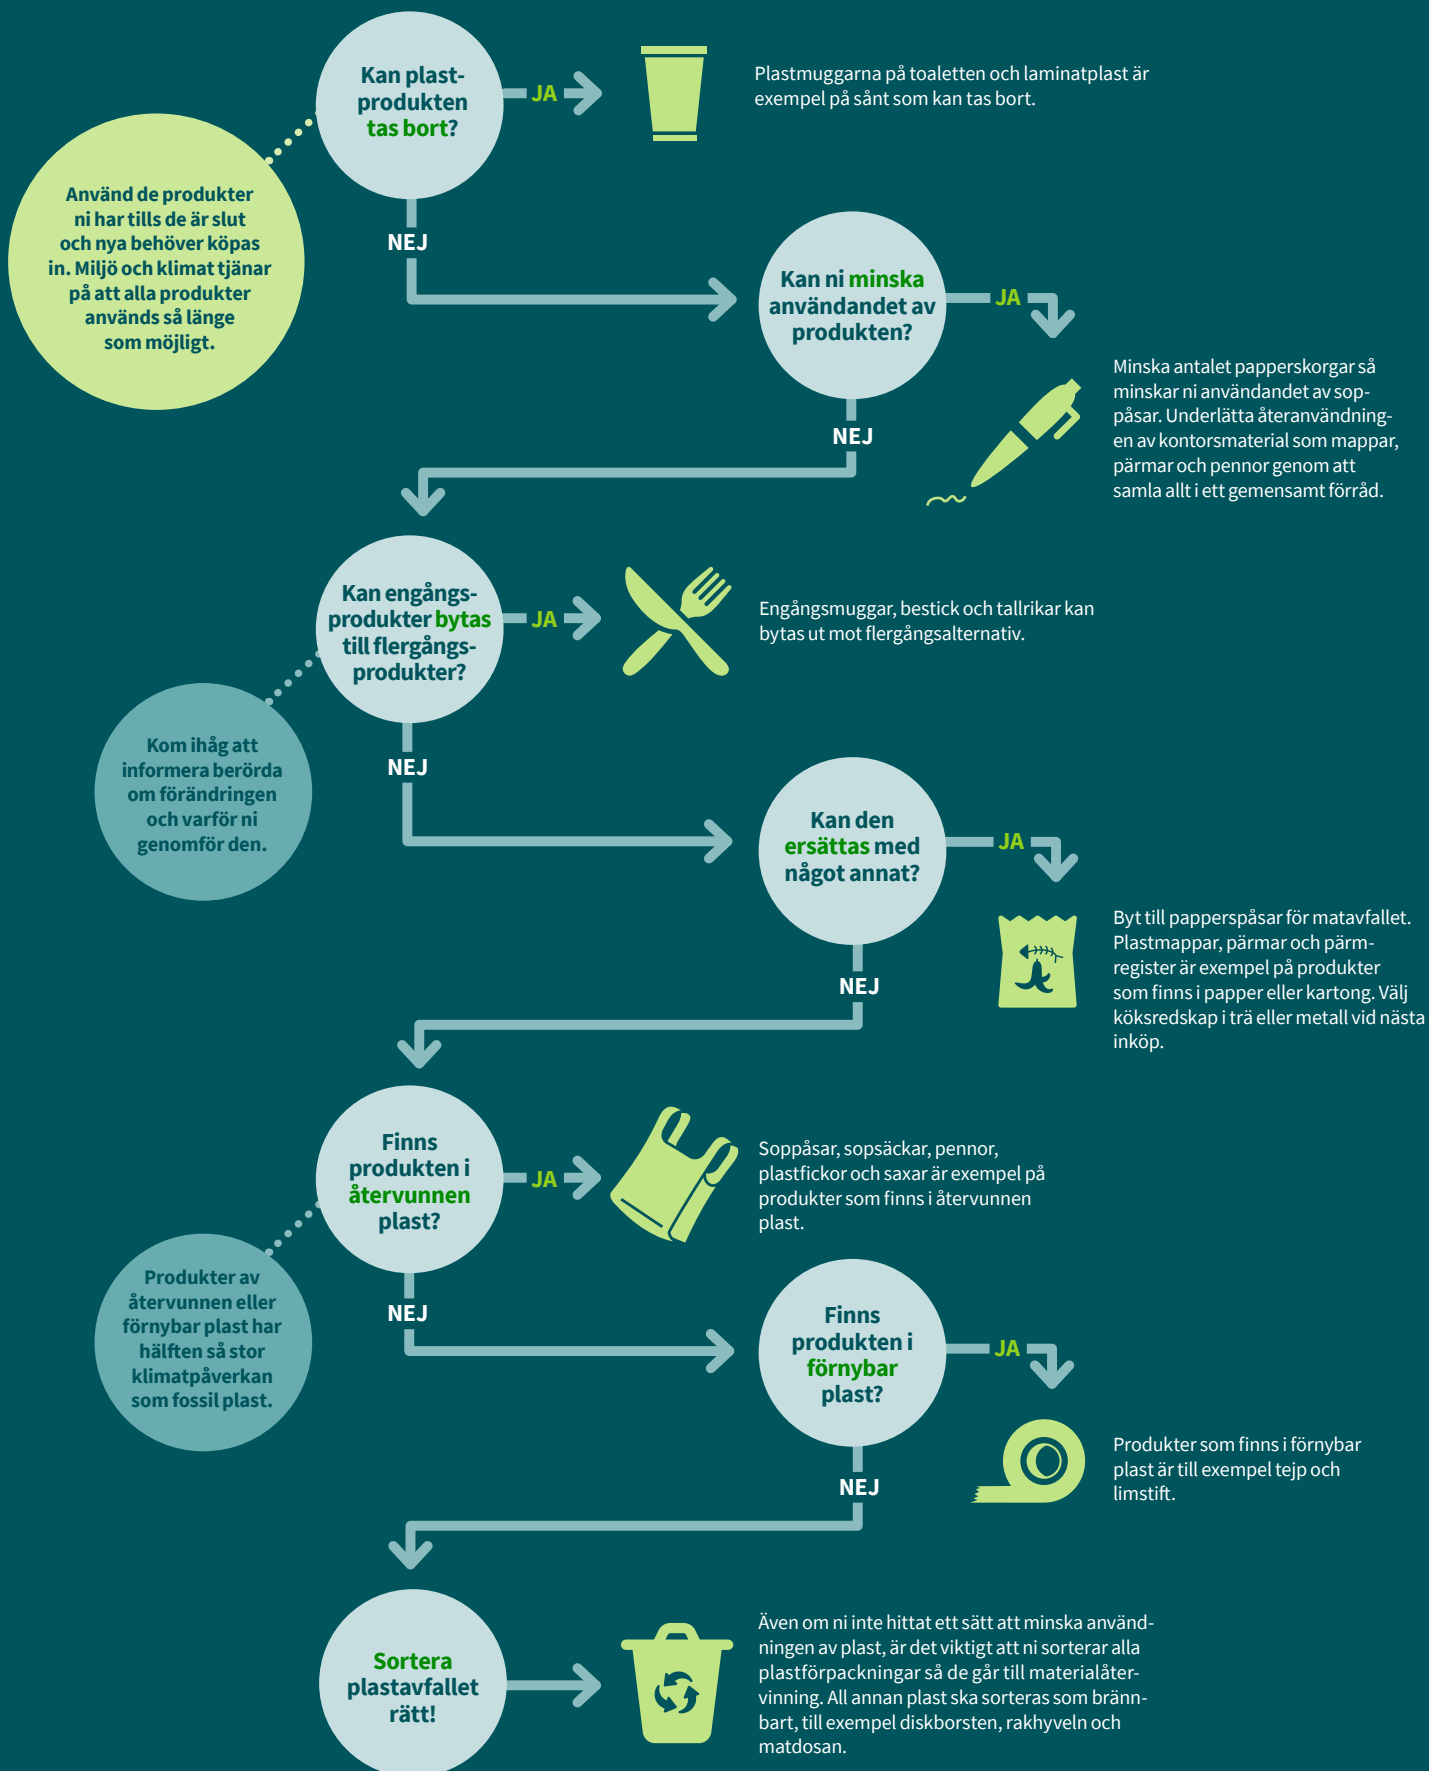 Kan plast-
produkten
tas bort?
JA
Plastmuggarna på toaletten och laminatplast är
exempel på sånt som kan tas bort.
Använd de produkter
ni har tills de är slut
och nya behöver köpas
in. Miljö och klimat tjänar
på att alla produkter
används så länge
som möjligt.
NEJ
Kan ni minska
användandet av
produkten?
JA
Minska antalet papperskorgar så
minskar ni användandet av sop-
påsar. Underlätta återanvändning-
en av kontorsmaterial som mappar,
pärmar och pennor genom att
samla allt i ett gemensamt förråd.
NEJ
Kan engångs-
produkter bytas
till flergångs-
produkter?
JA
Engångsmuggar, bestick och tallrikar kan
bytas ut mot flergångsalternativ.
Kom ihåg att
informera berörda
om förändringen
och varför ni
genomför den.
NEJ
Kan den
ersättas med
något annat?
JA
Byt till papperspåsar för matavfallet.
Plastmappar, pärmar och pärm-
register är exempel på produkter
som finns i papper eller kartong. Välj
köksredskap i trä eller metall vid nästa
inköp.
NEJ
Finns
produkten i
återvunnen
plast?
JA
Soppåsar, sopsäckar, pennor,
plastfickor och saxar är exempel på
produkter som finns i återvunnen
plast.
Produkter av
återvunnen eller
förnybar plast har
hälften så stor
klimatpåverkan
som fossil plast.
NEJ
Finns
produkten i
förnybar
plast?
JA
Produkter som finns i förnybar
plast är till exempel tejp och
limstift.
NEJ
Sortera
plastavfallet
rätt!
Även om ni inte hittat ett sätt att minska använd-
ningen av plast, är det viktigt att ni sorterar alla
plastförpackningar så de går till materialåter-
vinning. All annan plast ska sorteras som bränn-
bart, till exempel diskborsten, rakhyveln och
matdosan.